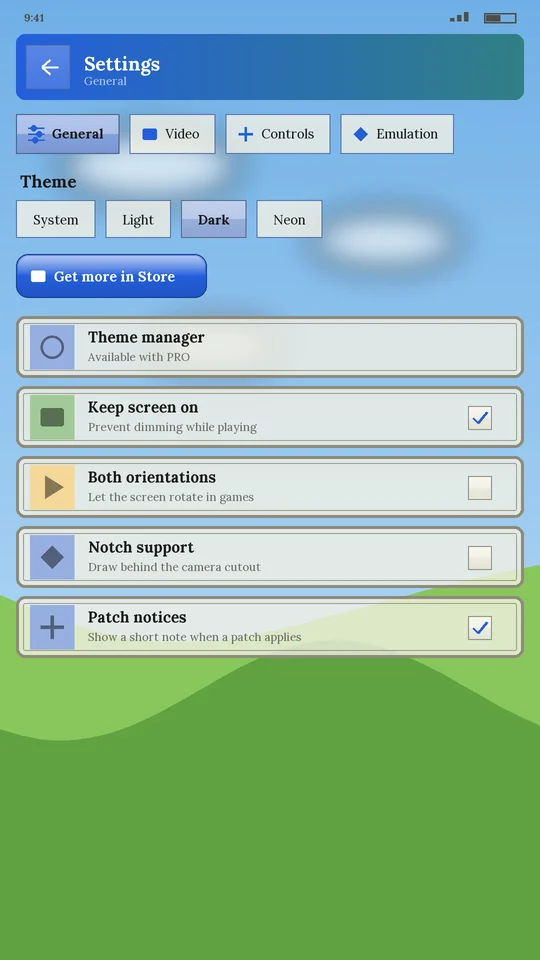 9:41
Settings
General
General
Video
Controls
Emulation
Theme
System
Light
Dark
Neon
Get more in Store
Theme manager
Available with PRO
Keep screen on
Prevent dimming while playing
Both orientations
Let the screen rotate in games
Notch support
Draw behind the camera cutout
Patch notices
Show a short note when a patch applies